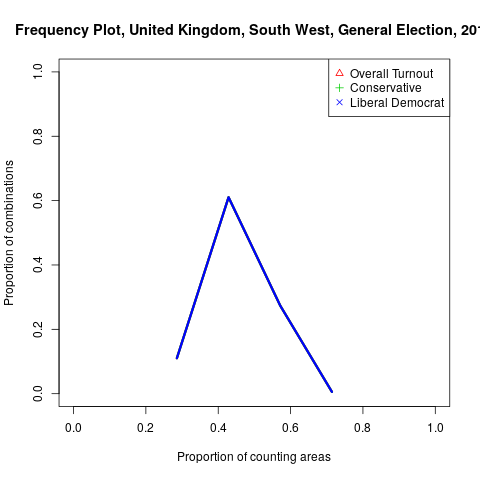 Frequency Plot, United Kingdom, South West, General Election, 201
Overall Turnout
Conservative
Liberal Democrat
1.0
0.8
0.6
0.4
0.2
0.0
Proportion of combinations
0.0 0.2 0.4 0.6 0.8 1.0
Proportion of counting areas